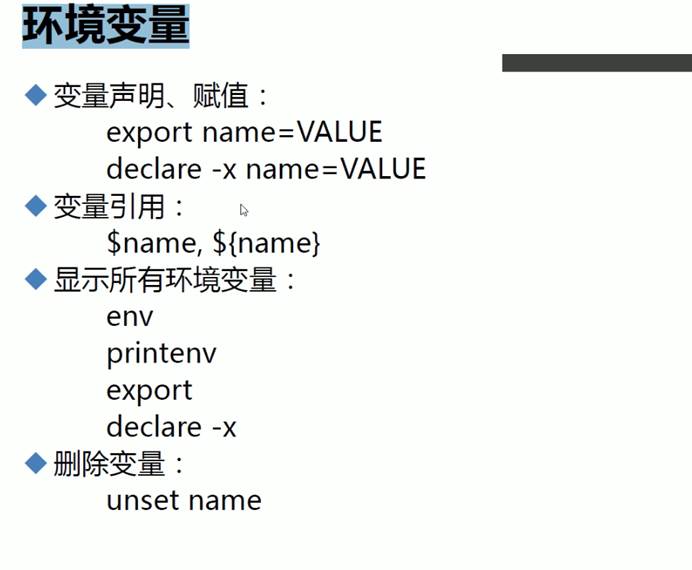 环境变量
变量声明、赋值：
export name=VALUE
declare -x name=VALUE
变量引用：
$name, ${name}
显示所有环境变量：
env
printenv
export
declare -x
删除变量：
unset name